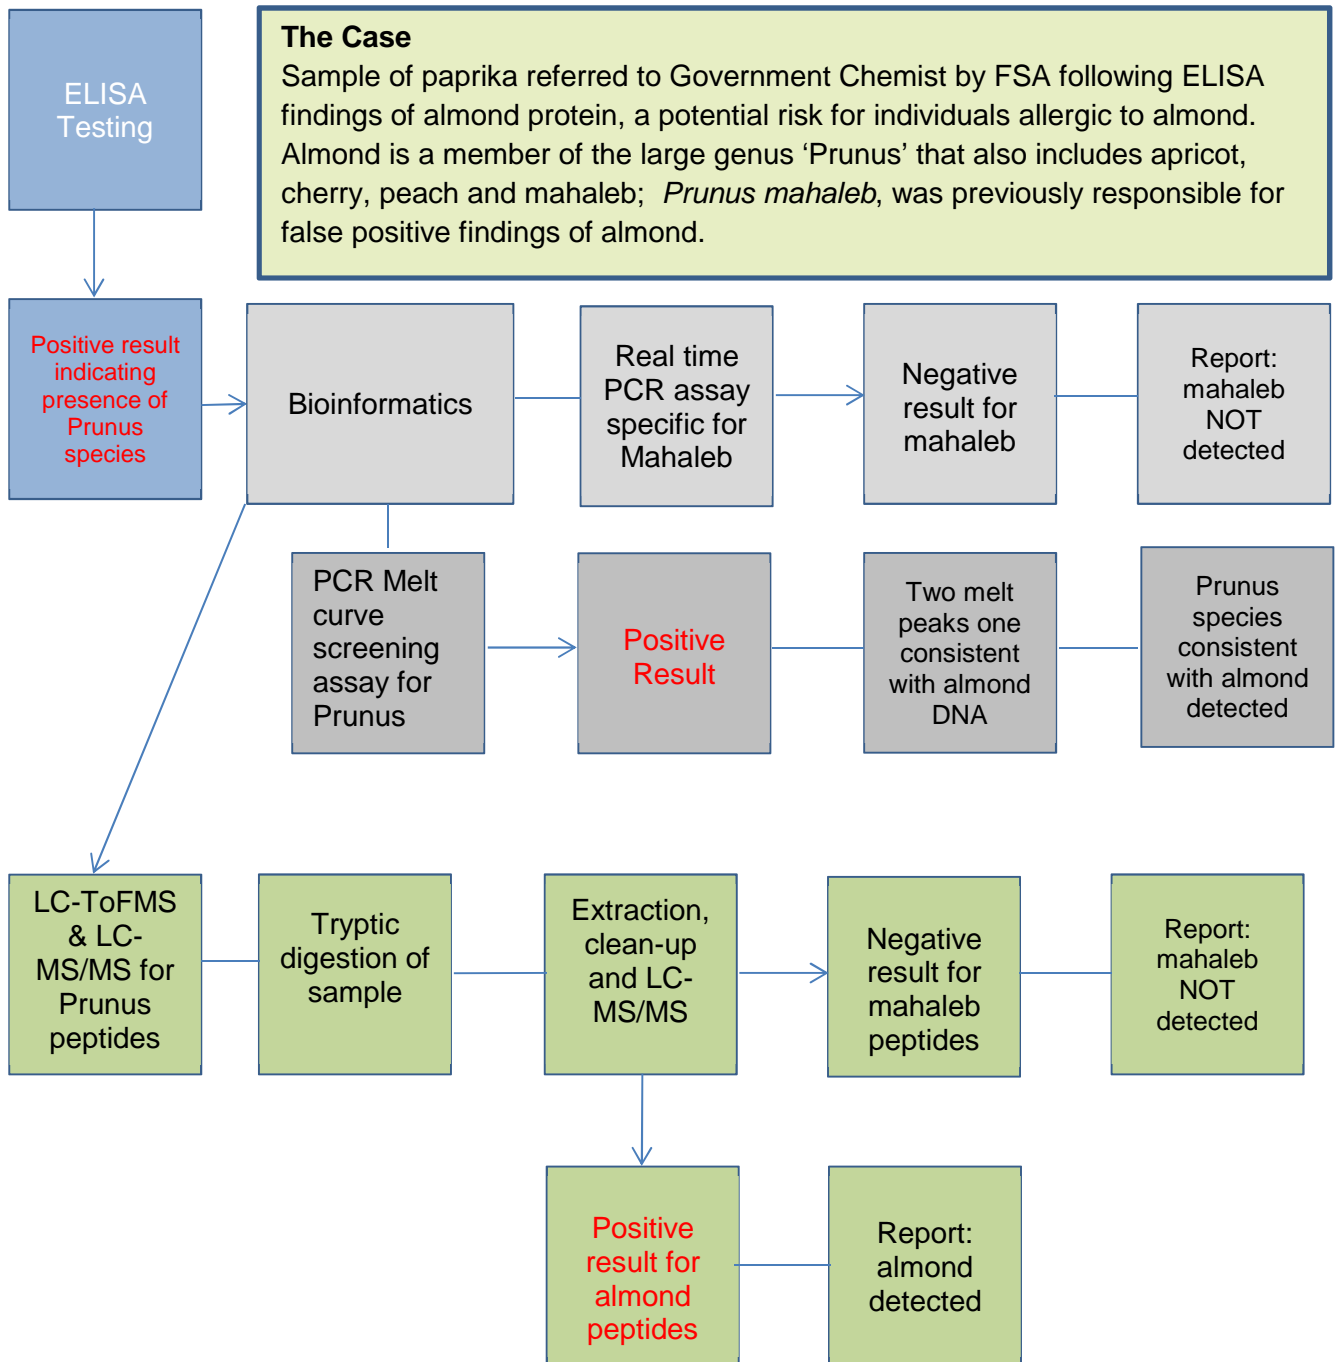 The Case
Sample of paprika referred to Government Chemist by FSA following ELISA
findings of almond protein, a potential risk for individuals allergic to almond.
Almond is a member of the large genus ‘Prunus’ that also includes apricot,
cherry, peach and mahaleb;  Prunus mahaleb, was previously responsible for
false positive findings of almond.
ELISA
Testing
Positive result
indicating
presence of
Prunus
species
Bioinformatics
Real time
PCR assay
specific for
Mahaleb
Negative
result for
mahaleb
Report:
mahaleb
NOT
detected
PCR Melt
curve
screening
assay for
Prunus
Positive
Result
Two melt
peaks one
consistent
with almond
DNA
Prunus
species
consistent
with almond
detected
LC-ToFMS
& LC-
MS/MS for
Prunus
peptides
Tryptic
digestion of
sample
Extraction,
clean-up
and LC-
MS/MS
Negative
result for
mahaleb
peptides
Report:
mahaleb
NOT
detected
Positive
result for
almond
peptides
Report:
almond
detected